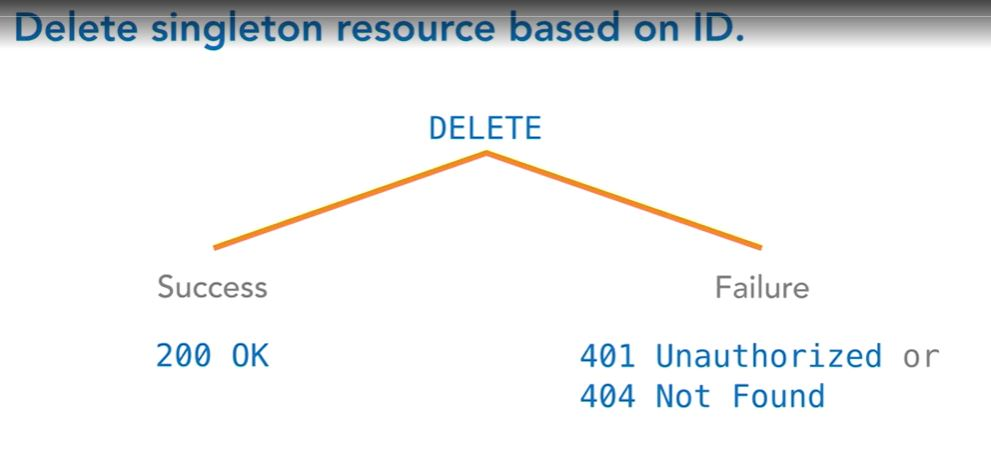 Delete singleton resource based on ID.
DELETE
Success
Failure
200 OK
401 Unauthorized or
404 Not Found